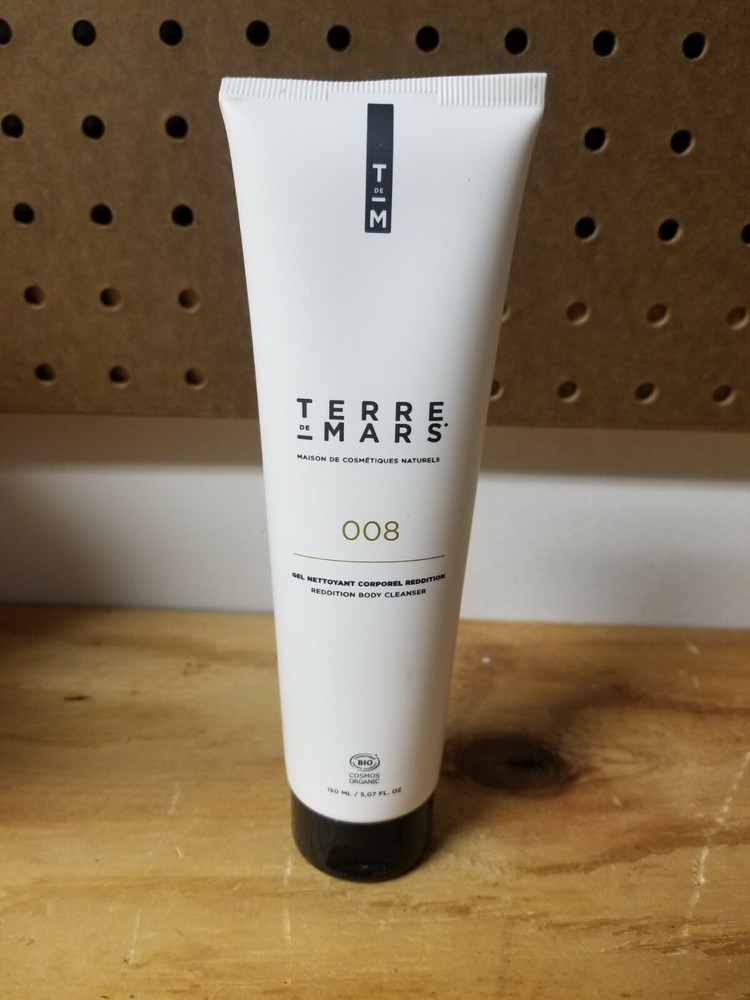 T
DE
M
TERRE
DE MARS
MAISON DE COSMÉTIQUES NATURELS
008
GEL NETTOYANT CORPOREL REDDITION
REDDITION BODY CLEANSER
BIO
COSMOS
ORGANIC
150 ML / 5,07 FL. OZ